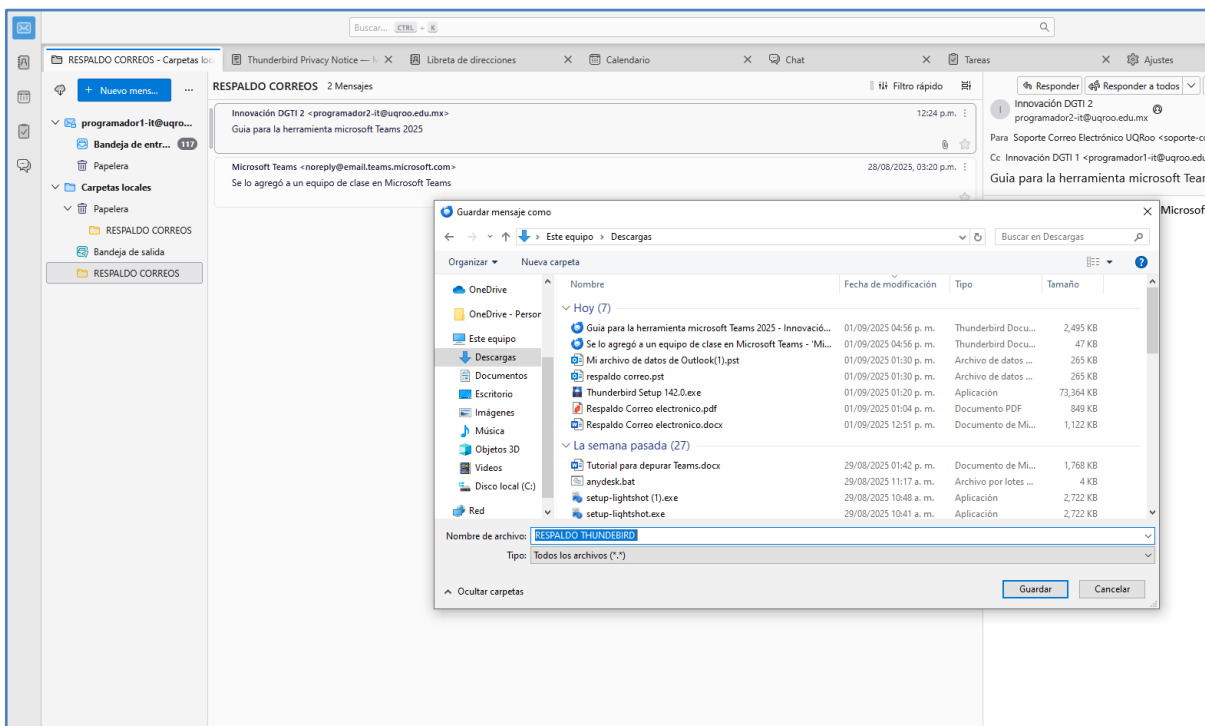 Buscar... CTRL + K
RESPALDO CORREOS - Carpetas loc
Thunderbird Privacy Notice —
Libreta de direcciones
Calendario
Chat
Tareas
Ajustes
+ Nuevo mens... ...
programador1-it@uqro...
Bandeja de entr... 117
Papelera
Carpetas locales
Papelera
RESPALDO CORREOS
Bandeja de salida
RESPALDO CORREOS
RESPALDO CORREOS 2 Mensajes
Filtro rápido
Innovación DGTI 2 <programador2-it@uqroo.edu.mx> 12:24 p.m.
Guia para la herramienta microsoft Teams 2025
Microsoft Teams <noreply@email.teams.microsoft.com> 28/08/2025, 03:20 p.m.
Se lo agregó a un equipo de clase en Microsoft Teams
Responder Responder a todos
I
Innovación DGTI 2
programador2-it@uqroo.edu.mx
Para Soporte Correo Electrónico UQRoo <soporte-co
Cc Innovación DGTI 1 <programador1-it@uqroo.edu
Guia para la herramienta microsoft Tear
Microsof
Guardar mensaje como
Este equipo > Descargas
Buscar en Descargas
Organizar Nueva carpeta
OneDrive
OneDrive - Person
Este equipo
Descargas
Documentos
Escritorio
Imágenes
Música
Objetos 3D
Videos
Disco local (C:)
Red
Nombre Fecha de modificación Tipo Tamaño
Hoy (7)
Guia para la herramienta microsoft Teams 2025 - Innovació... 01/09/2025 04:56 p. m. Thunderbird Docu... 2,495 KB
Se lo agregó a un equipo de clase en Microsoft Teams - 'Mi... 01/09/2025 04:56 p. m. Thunderbird Docu... 47 KB
Mi archivo de datos de Outlook(1).pst 01/09/2025 01:30 p. m. Archivo de datos ... 265 KB
respaldo correo.pst 01/09/2025 01:30 p. m. Archivo de datos ... 265 KB
Thunderbird Setup 142.0.exe 01/09/2025 01:20 p. m. Aplicación 73,364 KB
Respaldo Correo electronico.pdf 01/09/2025 01:04 p. m. Documento PDF 849 KB
Respaldo Correo electronico.docx 01/09/2025 12:51 p. m. Documento de Mi... 1,122 KB
La semana pasada (27)
Tutorial para depurar Teams.docx 29/08/2025 01:42 p. m. Documento de Mi... 1,768 KB
anydesk.bat 29/08/2025 11:17 a. m. Archivo por lotes ... 4 KB
setup-lightshot (1).exe 29/08/2025 10:48 a. m. Aplicación 2,722 KB
setup-lightshot.exe 29/08/2025 10:41 a. m. Aplicación 2,722 KB
Nombre de archivo: RESPALDO THUNDEBIRD
Tipo: Todos los archivos (*.*)
Ocultar carpetas
Guardar Cancelar